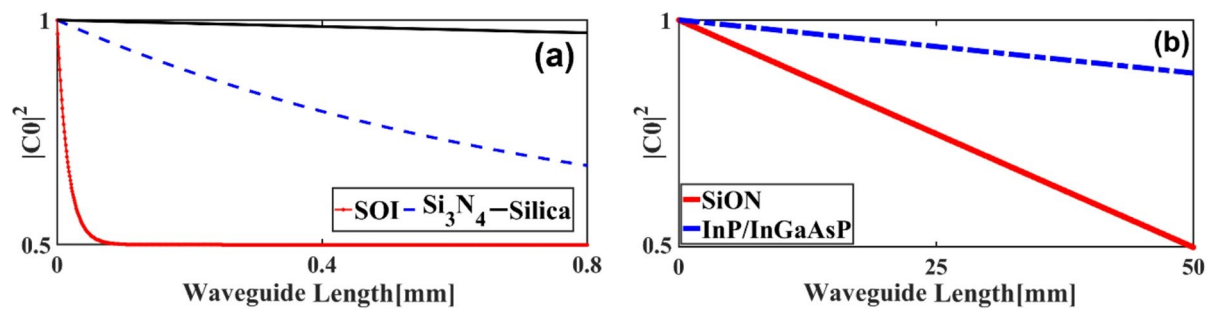 1
(a)
|C0|²
SOI Si₃N₄ Silica
0.5
0 0.4 0.8
Waveguide Length[mm]
1
(b)
|C0|²
SiON
InP/InGaAsP
0.5
0 25 50
Waveguide Length[mm]